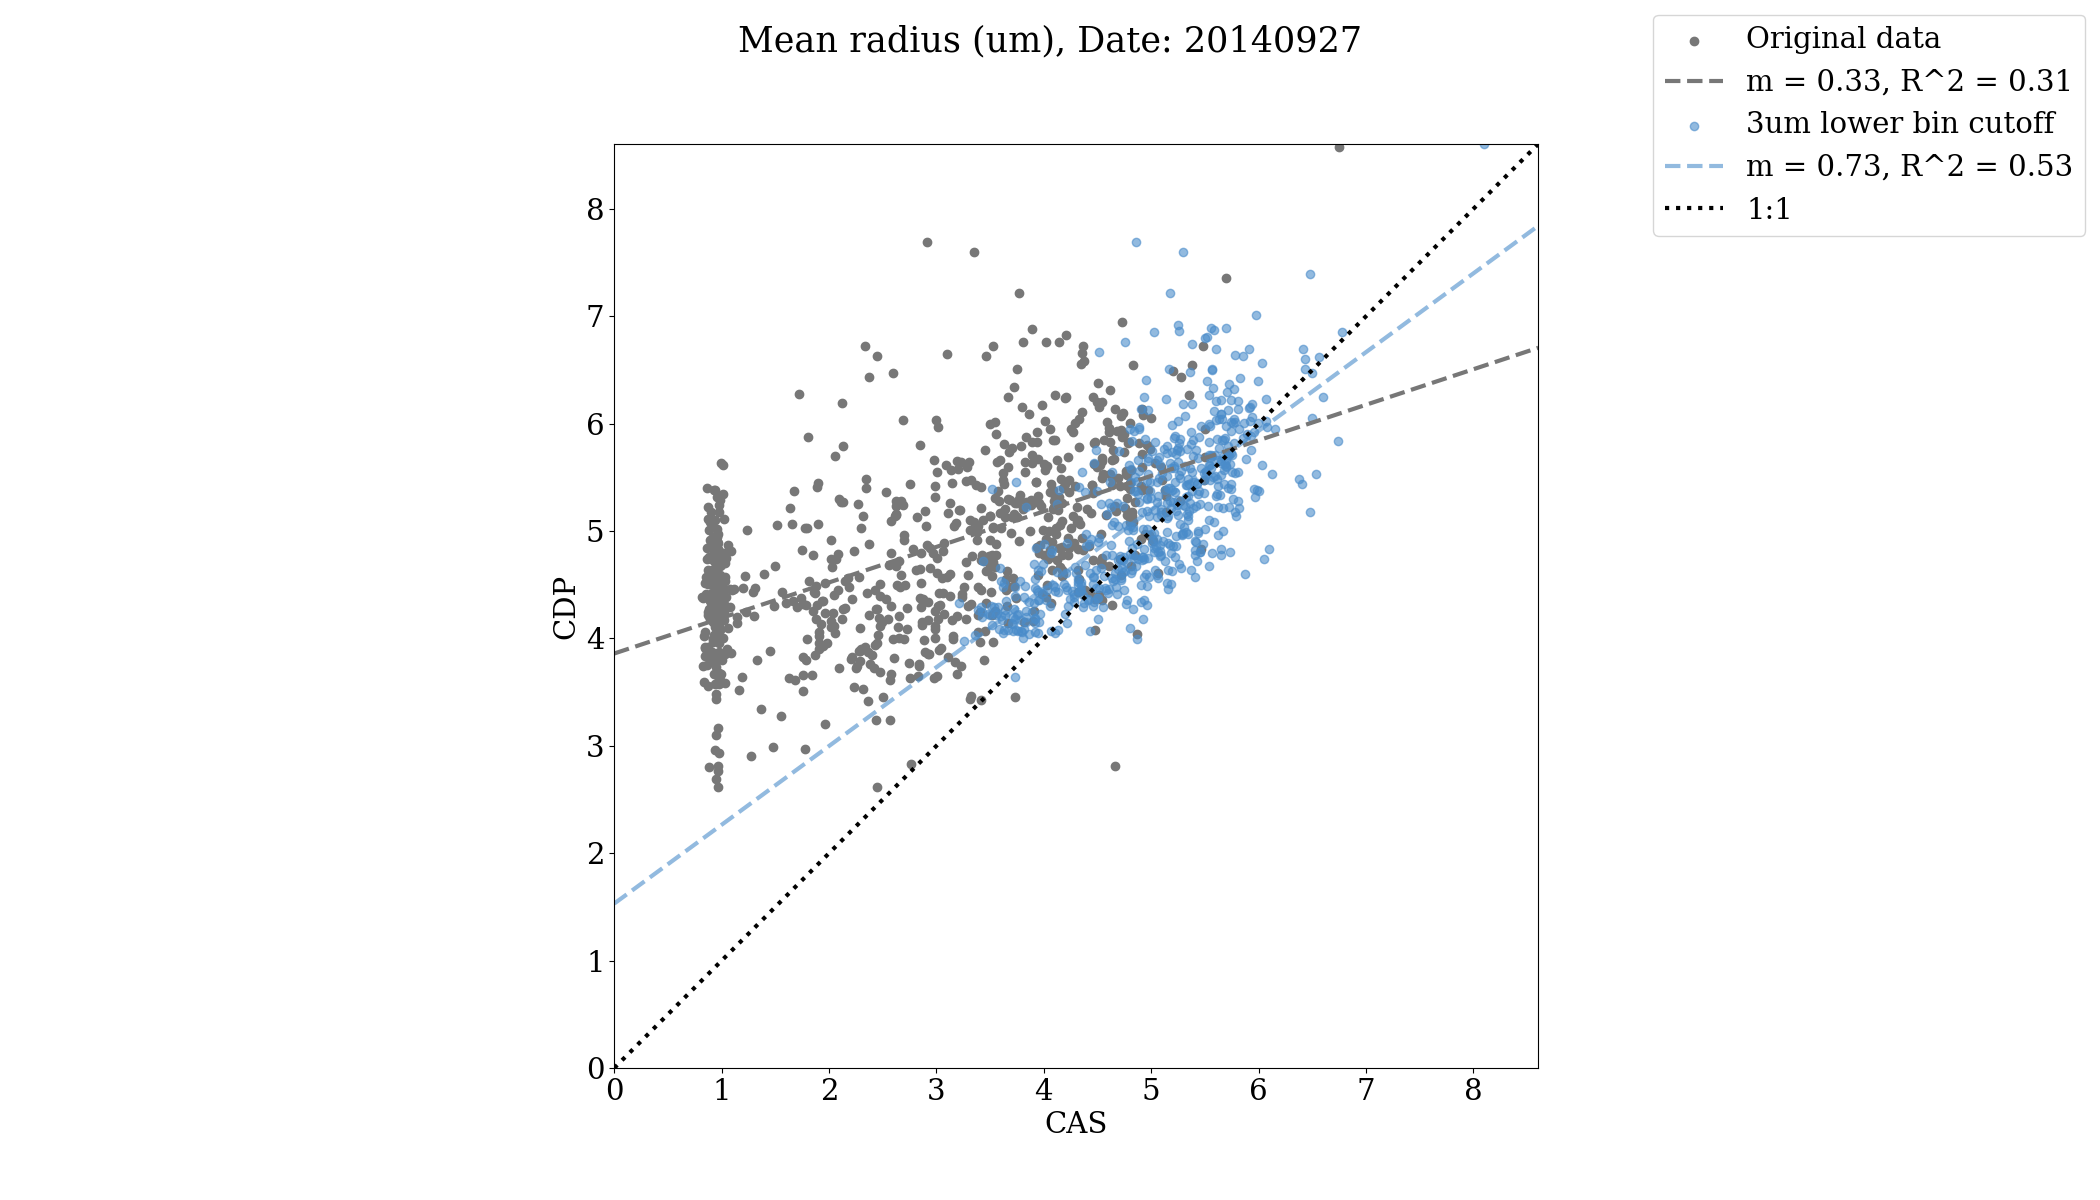 Mean radius (um), Date: 20140927
Original data
m = 0.33, R^2 = 0.31
3um lower bin cutoff
m = 0.73, R^2 = 0.53
1:1
8
7
6
5
4
3
2
1
0
CDP
0 1 2 3 4 5 6 7 8
CAS